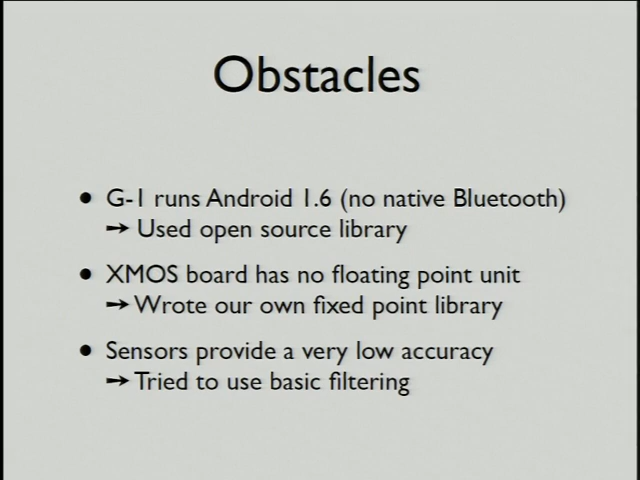 Obstacles
• G-1 runs Android 1.6 (no native Bluetooth)
→ Used open source library
• XMOS board has no floating point unit
→ Wrote our own fixed point library
• Sensors provide a very low accuracy
→ Tried to use basic filtering